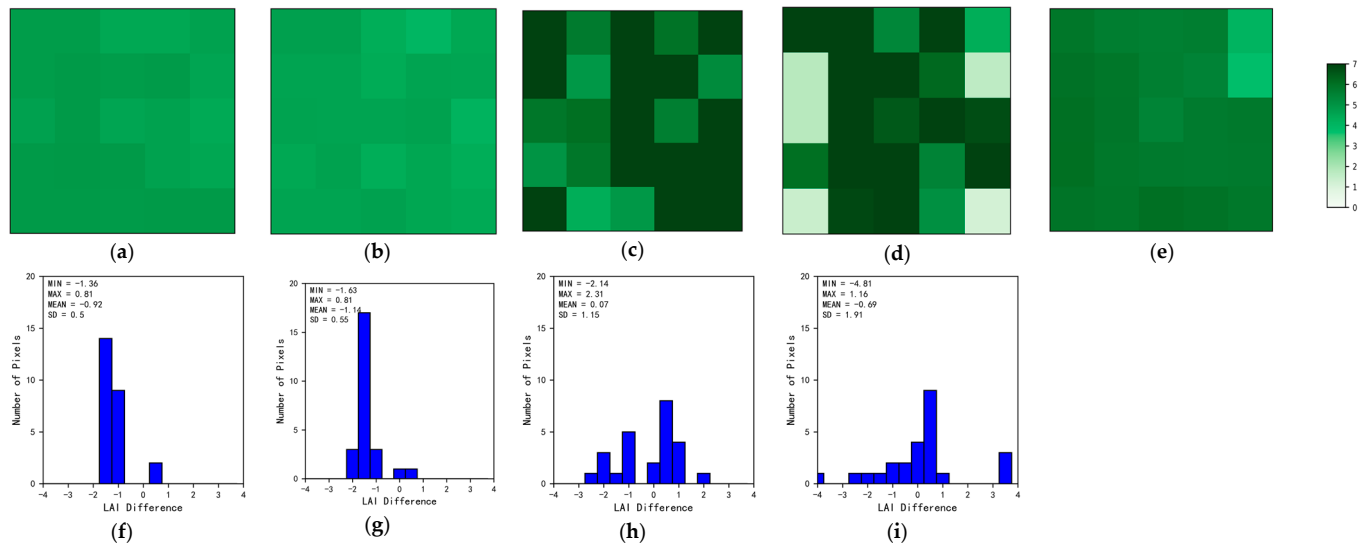 7
6
5
4
3
2
1
0
(a)
(b)
(c)
(d)
(e)
20
15
10
5
0
Number of Pixels
MIN = -1.36
MAX = 0.81
MEAN = -0.92
SD = 0.5
-4 -3 -2 -1 0 1 2 3 4
LAI Difference
(f)
20
15
10
5
0
Number of Pixels
MIN = -1.63
MAX = 0.81
MEAN = -1.14
SD = 0.55
-4 -3 -2 -1 0 1 2 3 4
LAI Difference
(g)
20
15
10
5
0
Number of Pixels
MIN = -2.14
MAX = 2.31
MEAN = 0.07
SD = 1.15
-4 -3 -2 -1 0 1 2 3 4
LAI Difference
(h)
20
15
10
5
0
Number of Pixels
MIN = -4.81
MAX = 1.16
MEAN = -0.69
SD = 1.91
-4 -3 -2 -1 0 1 2 3 4
LAI Difference
(i)